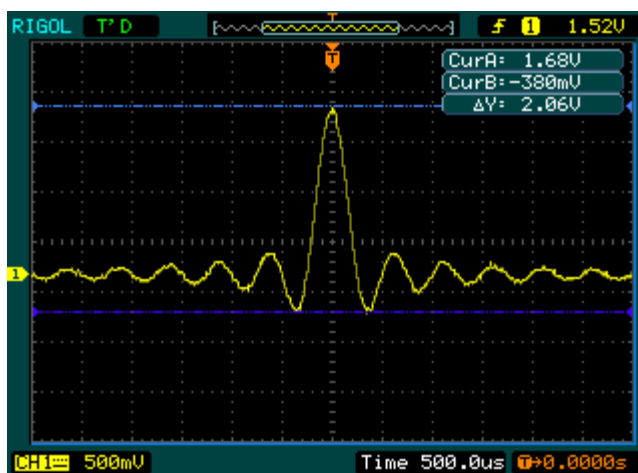 RIGOL T'D T 1 1.52V
T
CurA: 1.68V
CurB:-380mV
ΔY: 2.06V
1
CH1 500mV Time 500.0us T→0.0000s